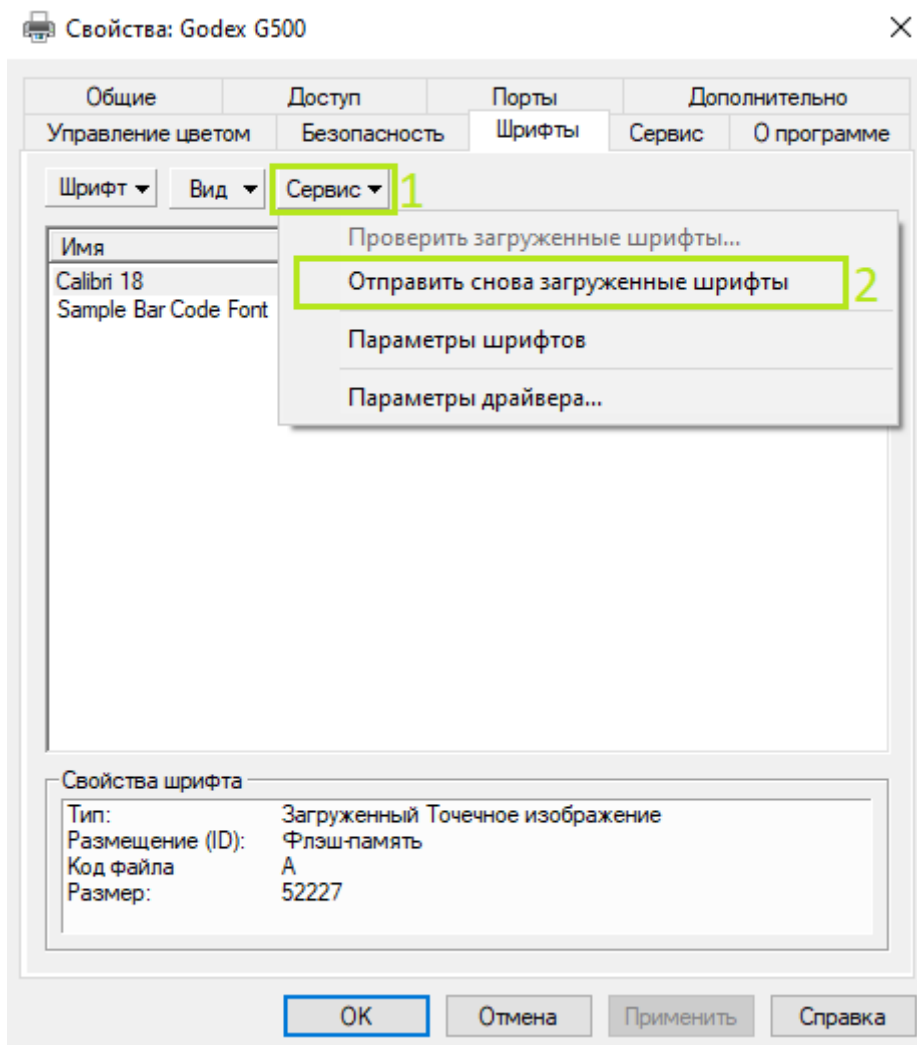 Свойства: Godex G500
Общие Доступ Порты Дополнительно
Управление цветом Безопасность Шрифты Сервис О программе
Шрифт Вид Сервис 1
Имя
Calibri 18
Sample Bar Code Font
Проверить загруженные шрифты...
Отправить снова загруженные шрифты 2
Параметры шрифтов
Параметры драйвера...
Свойства шрифта
Тип: Загруженный Точечное изображение
Размещение (ID): Флэш-память
Код файла А
Размер: 52227
OK Отмена Применить Справка